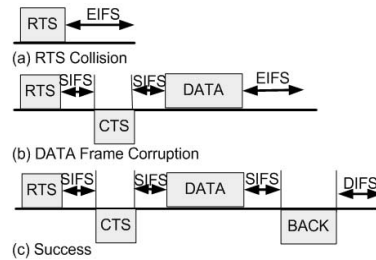 RTS EIFS
(a) RTS Collision
RTS SIFS SIFS DATA EIFS
CTS
(b) DATA Frame Corruption
RTS SIFS SIFS DATA SIFS DIFS
CTS BACK
(c) Success